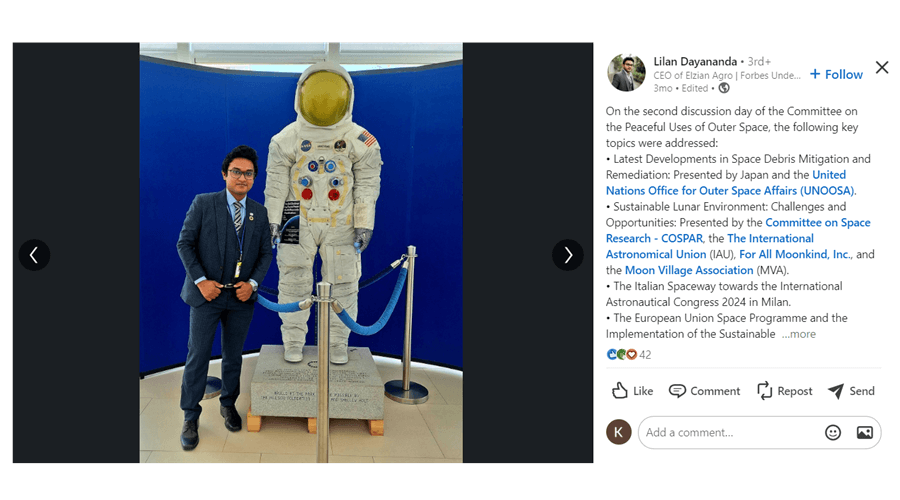 Lilan Dayananda • 3rd+
CEO of Elzian Agro | Forbes Unde...
3mo • Edited •
+ Follow
On the second discussion day of the Committee on
the Peaceful Uses of Outer Space, the following key
topics were addressed:
• Latest Developments in Space Debris Mitigation and
Remediation: Presented by Japan and the United
Nations Office for Outer Space Affairs (UNOOSA).
• Sustainable Lunar Environment: Challenges and
Opportunities: Presented by the Committee on Space
Research - COSPAR, the The International
Astronomical Union (IAU), For All Moonkind, Inc., and
the Moon Village Association (MVA).
• The Italian Spaceway towards the International
Astronautical Congress 2024 in Milan.
• The European Union Space Programme and the
Implementation of the Sustainable ...more
42
Like
Comment
Repost
Send
K
Add a comment...